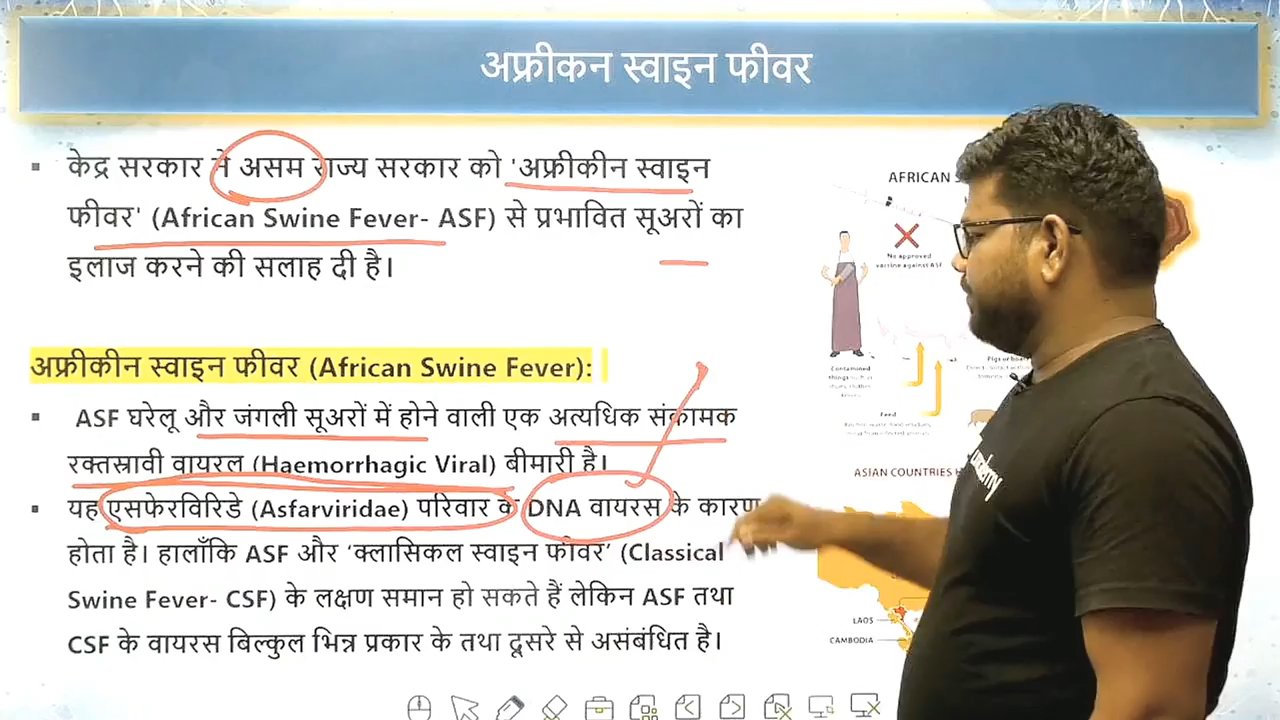 अफ्रीकन स्वाइन फीवर
▪ केद्र सरकार ने असम राज्य सरकार को 'अफ्रीकीन स्वाइन
फीवर' (African Swine Fever- ASF) से प्रभावित सूअरों का
इलाज करने की सलाह दी है।
AFRICAN
No approved
vaccine against ASF
अफ्रीकीन स्वाइन फीवर (African Swine Fever):
Contaminated
Feed
▪ ASF घरेलू और जंगली सूअरों में होने वाली एक अत्यधिक संक्रामक
रक्तस्रावी वायरल (Haemorrhagic Viral) बीमारी है।
▪ यह एसफेरविरिडे (Asfarviridae) परिवार के DNA वायरस के कारण
होता है। हालाँकि ASF और 'क्लासिकल स्वाइन फीवर' (Classical
Swine Fever- CSF) के लक्षण समान हो सकते हैं लेकिन ASF तथा
CSF के वायरस बिल्कुल भिन्न प्रकार के तथा दूसरे से असंबंधित है।
ASIAN COUNTRIES
LAOS
CAMBODIA